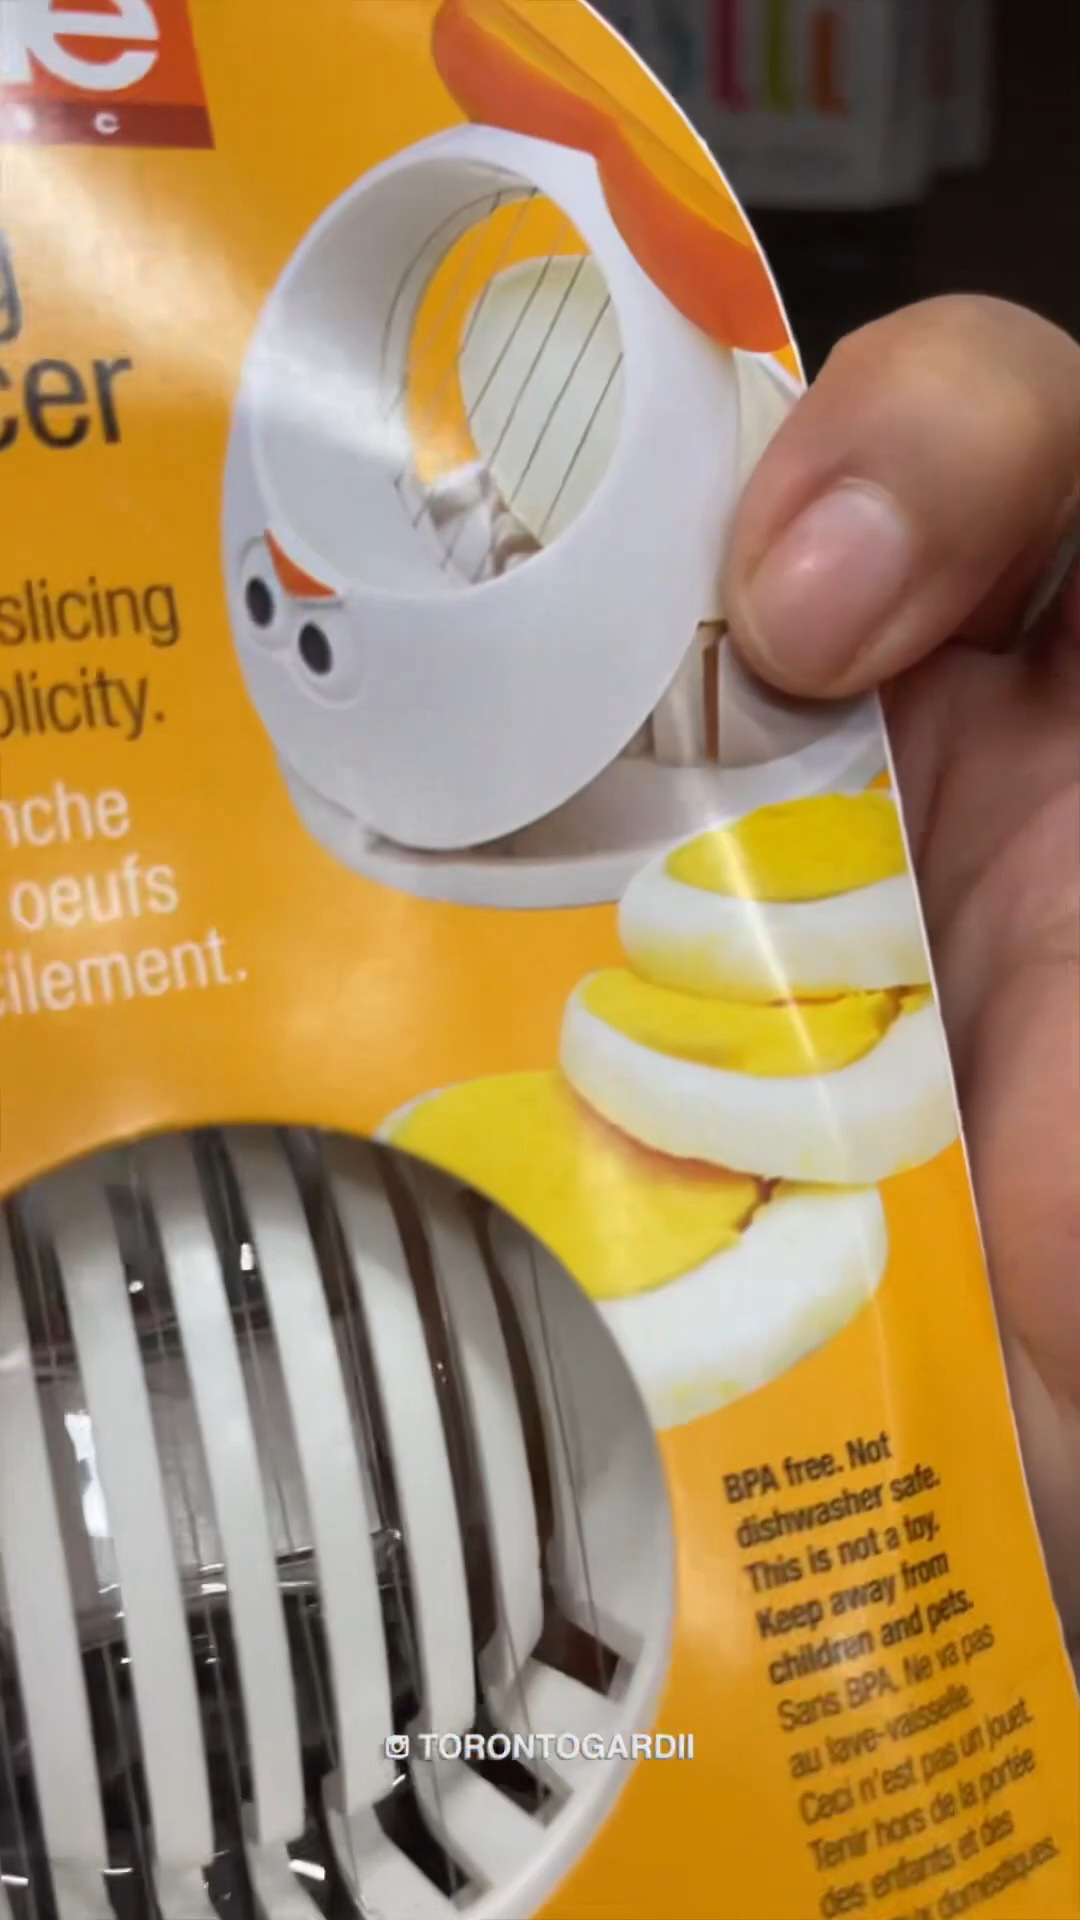 e
c
g
cer
slicing
plicity.
nche
oeufs
cilement.
BPA free. Not
dishwasher safe.
This is not a toy.
Keep away from
children and pets.
Sans BPA. Ne va pas
au lave-vaisselle.
Ceci n'est pas un jouet.
Tenir hors de la portée
des enfants et des
domestiques.
TORONTOGARDII